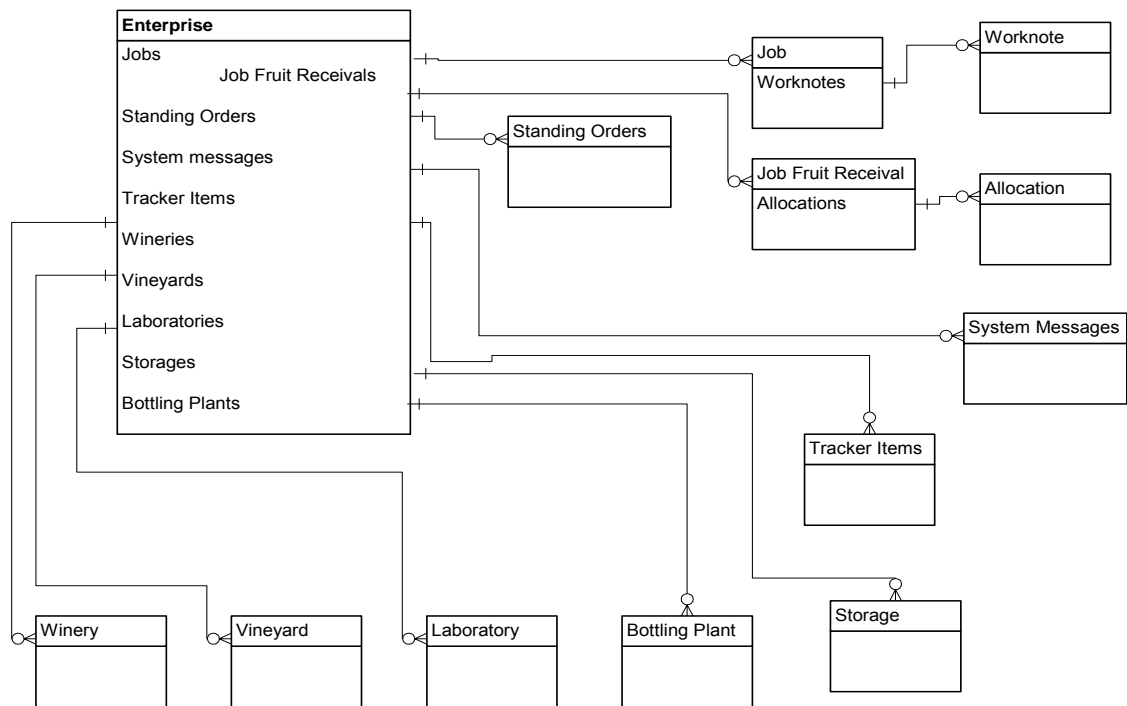 Enterprise
Jobs
Job Fruit Receivals
Standing Orders
System messages
Tracker Items
Wineries
Vineyards
Laboratories
Storages
Bottling Plants
Job
Worknotes
Worknote
Standing Orders
Job Fruit Receival
Allocations
Allocation
System Messages
Tracker Items
Storage
Winery
Vineyard
Laboratory
Bottling Plant